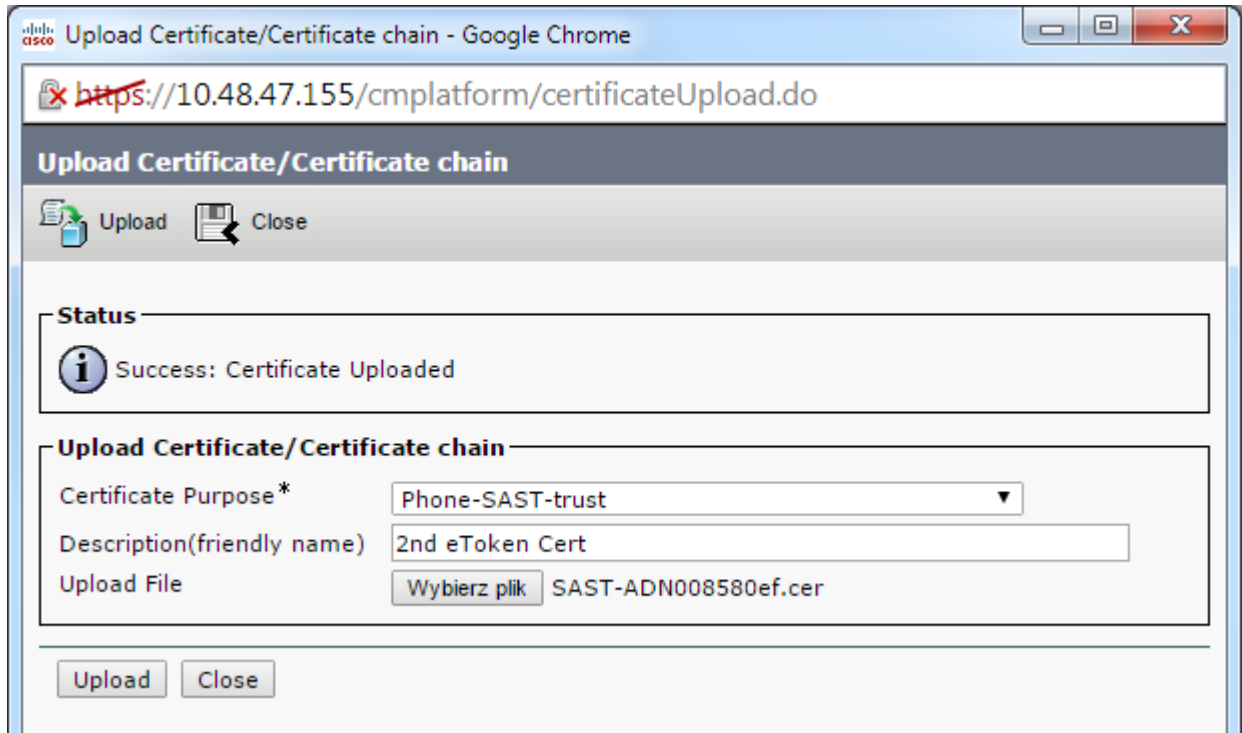 cisco Upload Certificate/Certificate chain - Google Chrome
https://10.48.47.155/cmplatform/certificateUpload.do
Upload Certificate/Certificate chain
Upload Close
Status
i Success: Certificate Uploaded
Upload Certificate/Certificate chain
Certificate Purpose* Phone-SAST-trust
Description(friendly name) 2nd eToken Cert
Upload File Wybierz plik SAST-ADN008580ef.cer
Upload Close